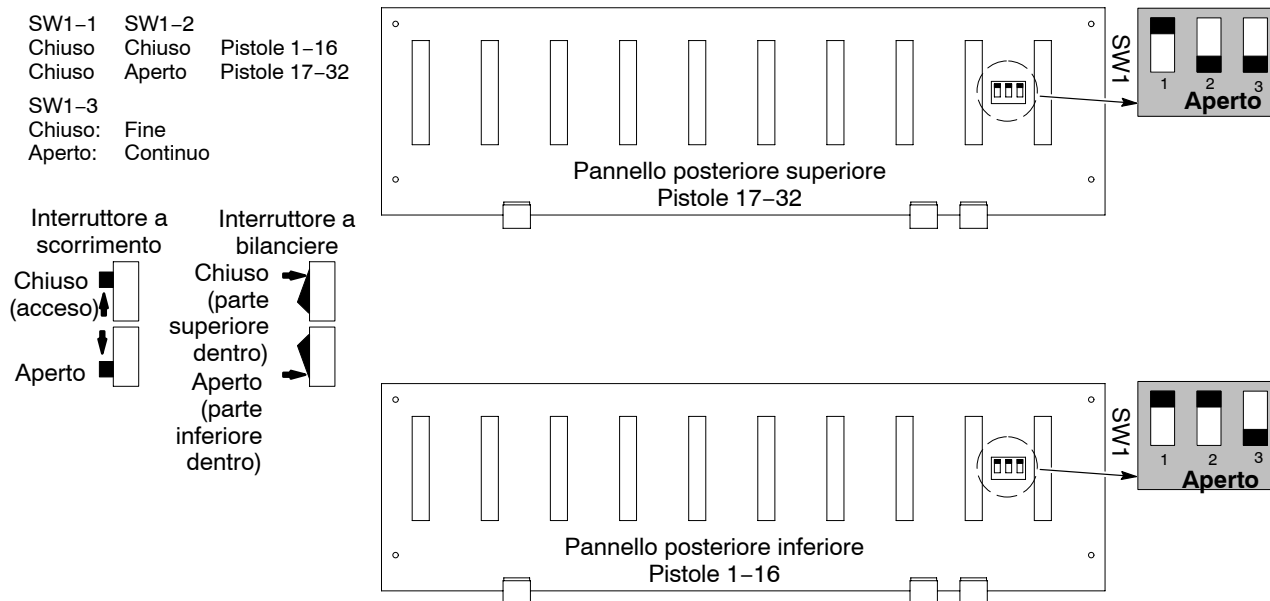 SW1−1 SW1−2
Chiuso Chiuso Pistole 1−16
Chiuso Aperto Pistole 17−32
SW1−3
Chiuso: Fine
Aperto: Continuo
Interruttore a
scorrimento
Chiuso
(acceso)
Aperto
Interruttore a
bilanciere
Chiuso
(parte
superiore
dentro)
Aperto
(parte
inferiore
dentro)
Pannello posteriore superiore
Pistole 17−32
SW1
1 2 3
Aperto
Pannello posteriore inferiore
Pistole 1−16
SW1
1 2 3
Aperto